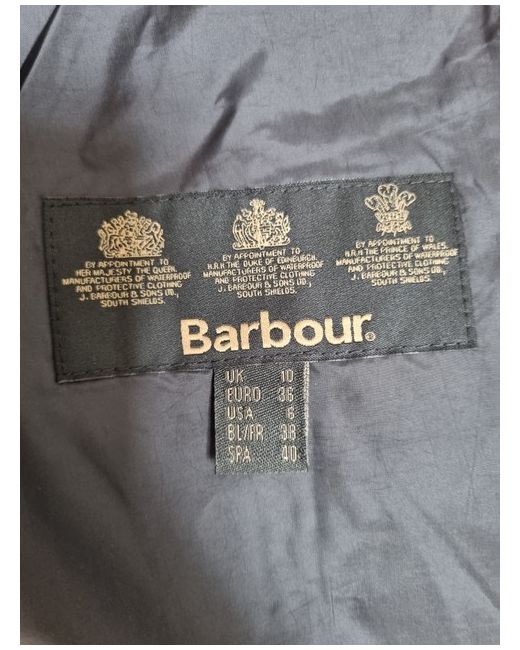 BY APPOINTMENT TO
HER MAJESTY THE QUEEN.
MANUFACTURERS OF WATERPROOF
AND PROTECTIVE CLOTHING
J. BARBOUR & SONS LTD.,
SOUTH SHIELDS.
BY APPOINTMENT TO
H.R.H. THE DUKE OF EDINBURGH.
MANUFACTURERS OF WATERPROOF
AND PROTECTIVE CLOTHING
J. BARBOUR & SONS LTD.,
SOUTH SHIELDS.
BY APPOINTMENT TO
H.R.H. THE PRINCE OF WALES.
MANUFACTURERS OF WATERPROOF
AND PROTECTIVE CLOTHING
J. BARBOUR & SONS LTD.,
SOUTH SHIELDS.
Barbour®
UK 10
EURO 36
USA 6
BL/FR 38
SPA 40